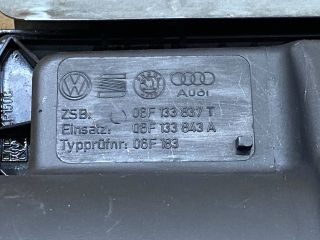 Audi
ZSB: 06F 133 837 T
Einsatz: 06F 133 843 A
Typprüfnr: 06F 183